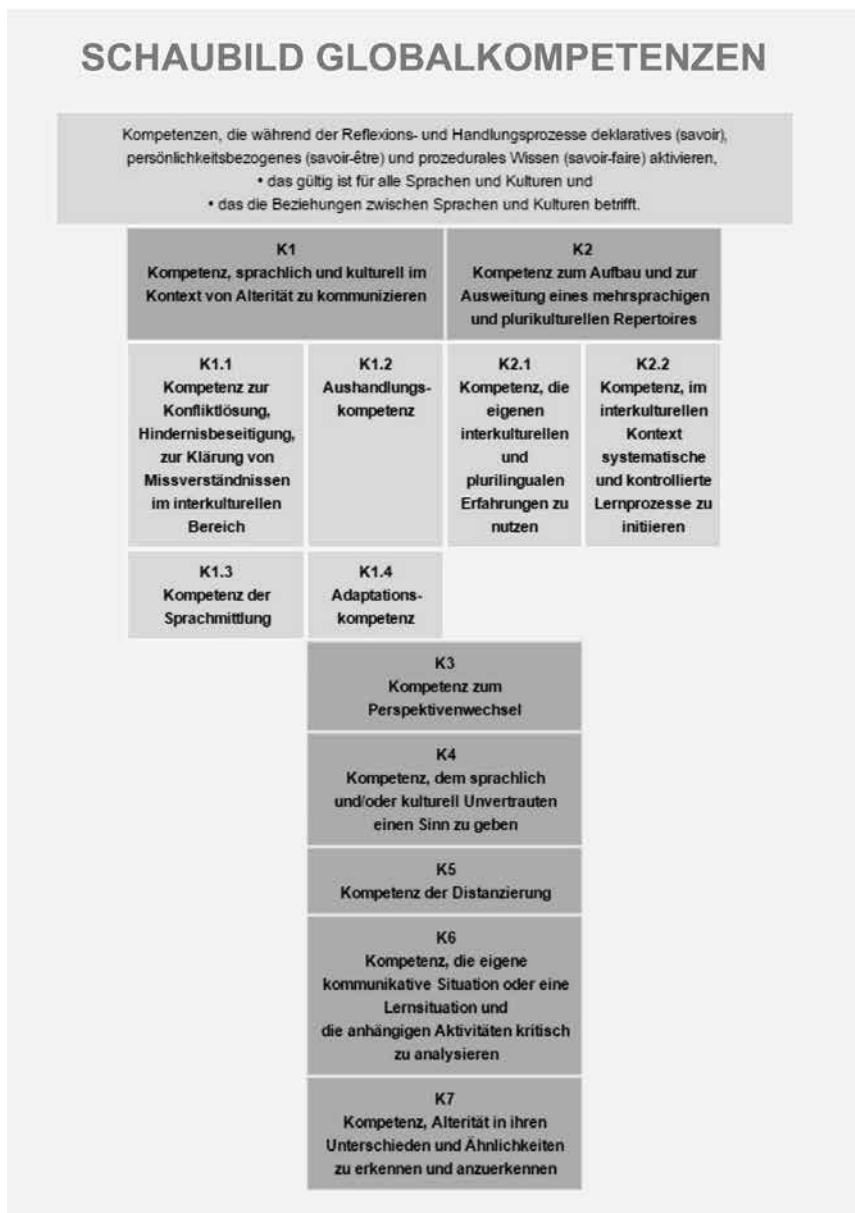 SCHAUBILD GLOBALKOMPETENZEN
Kompetenzen, die während der Reflexions- und Handlungsprozesse deklaratives (savoir),
persönlichkeitsbezogenes (savoir-être) und prozedurales Wissen (savoir-faire) aktivieren,
• das gültig ist für alle Sprachen und Kulturen und
• das die Beziehungen zwischen Sprachen und Kulturen betrifft.
K1
Kompetenz, sprachlich und kulturell im
Kontext von Alterität zu kommunizieren
K2
Kompetenz zum Aufbau und zur
Ausweitung eines mehrsprachigen
und plurikulturellen Repertoires
K1.1
Kompetenz zur
Konfliktlösung,
Hindernisbeseitigung,
zur Klärung von
Missverständnissen
im interkulturellen
Bereich
K1.2
Aushandlungs-
kompetenz
K2.1
Kompetenz, die
eigenen
interkulturellen
und
plurilingualen
Erfahrungen zu
nutzen
K2.2
Kompetenz, im
interkulturellen
Kontext
systematische
und kontrollierte
Lernprozesse zu
initiieren
K1.3
Kompetenz der
Sprachmittlung
K1.4
Adaptations-
kompetenz
K3
Kompetenz zum
Perspektivenwechsel
K4
Kompetenz, dem sprachlich
und/oder kulturell Unvertrauten
einen Sinn zu geben
K5
Kompetenz der Distanzierung
K6
Kompetenz, die eigene
kommunikative Situation oder eine
Lernsituation und
die anhängigen Aktivitäten kritisch
zu analysieren
K7
Kompetenz, Alterität in ihren
Unterschieden und Ähnlichkeiten
zu erkennen und anzuerkennen